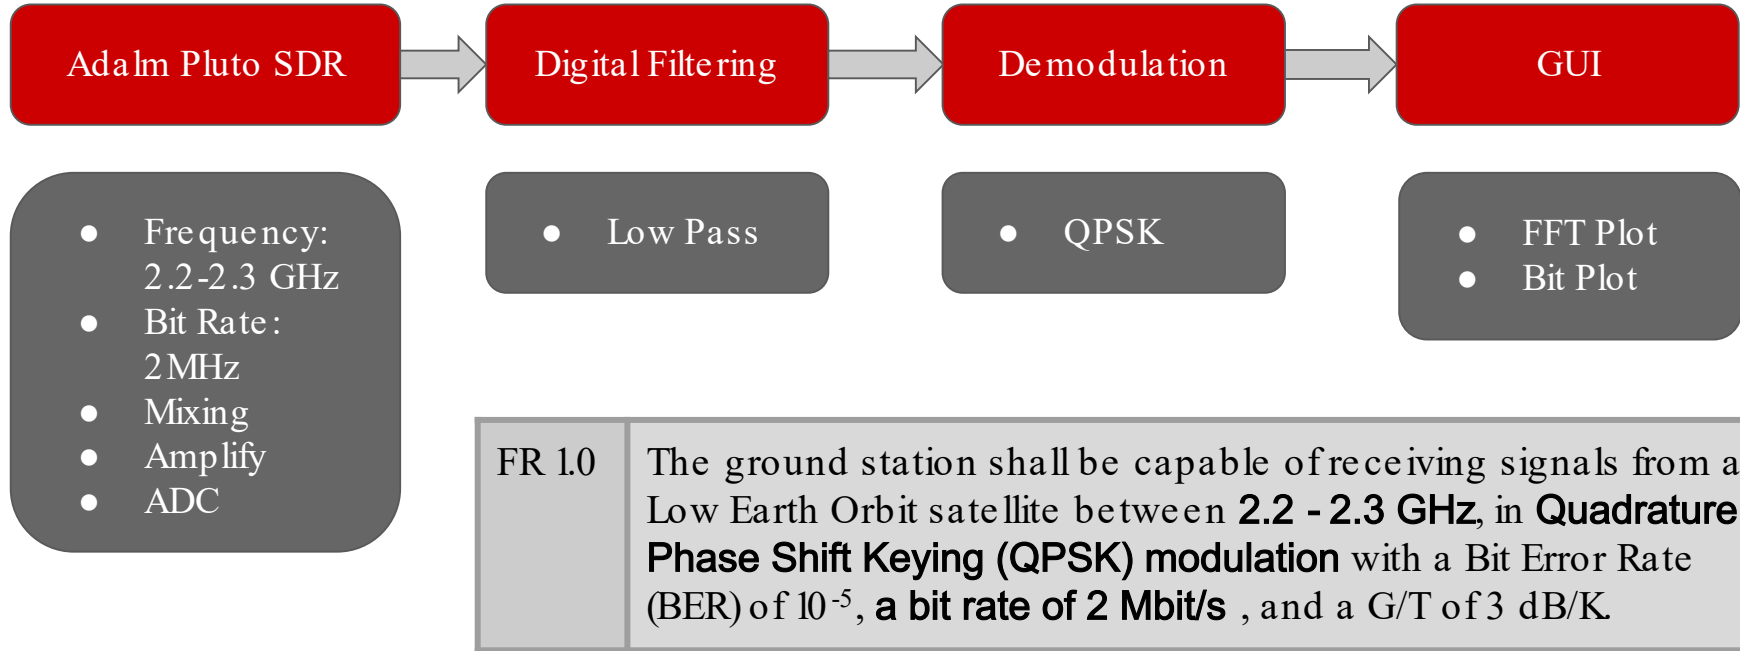 Adalm Pluto SDR
Digital Filtering
Demodulation
GUI
● Frequency:
2.2-2.3 GHz
● Bit Rate:
2MHz
● Mixing
● Amplify
● ADC
● Low Pass
● QPSK
● FFT Plot
● Bit Plot
FR 1.0
The ground station shall be capable of receiving signals from a
Low Earth Orbit satellite between 2.2 - 2.3 GHz, in Quadrature
Phase Shift Keying (QPSK) modulation with a Bit Error Rate
(BER) of 10⁻⁵, a bit rate of 2 Mbit/s , and a G/T of 3 dB/K.